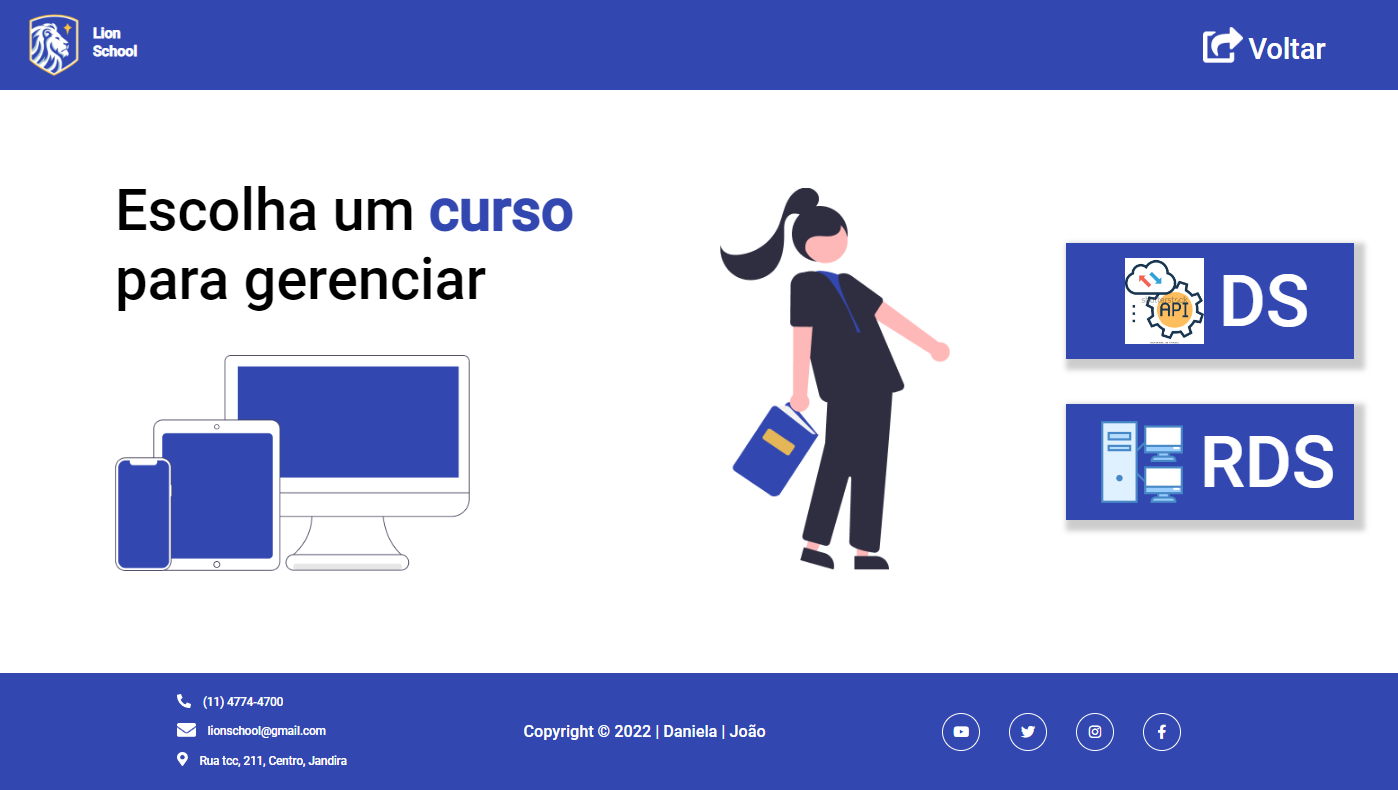 Lion
School
Voltar
Escolha um curso
para gerenciar
API
DS
RDS
(11) 4774-4700
lionschool@gmail.com
Rua tcc, 211, Centro, Jandira
Copyright © 2022 | Daniela | João